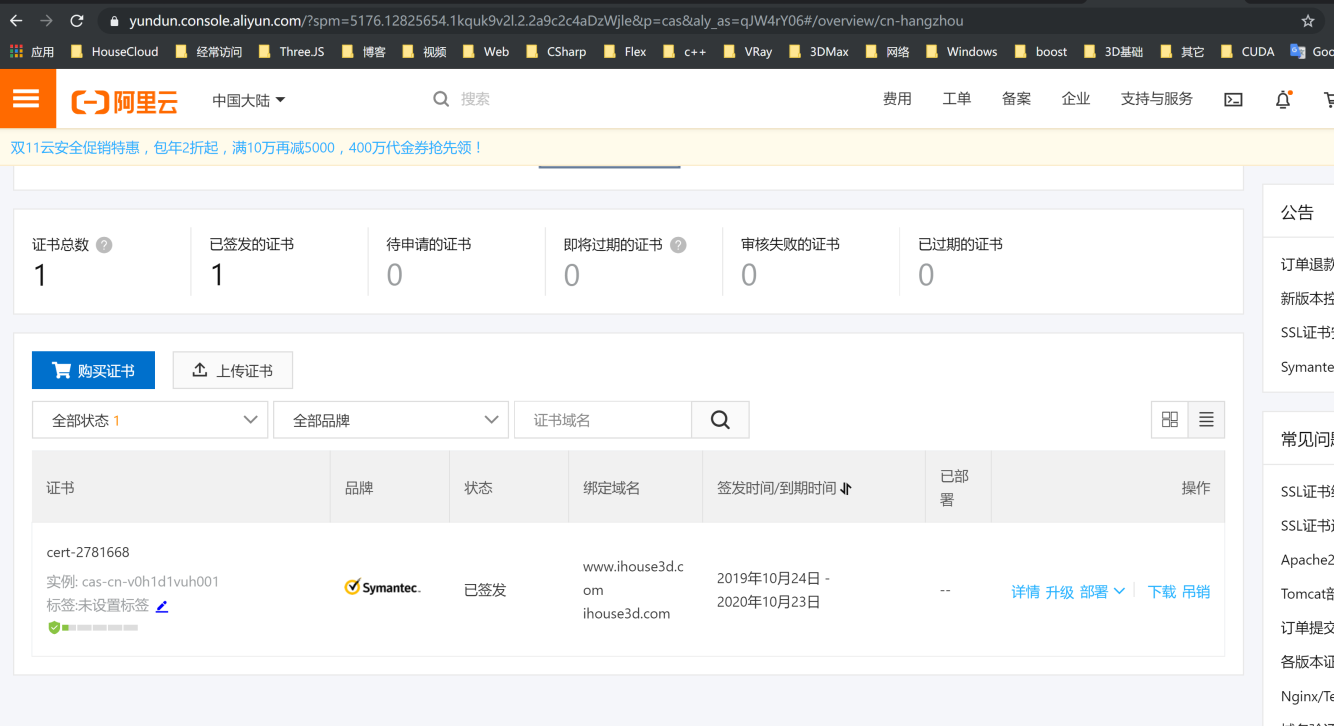 yundun.console.aliyun.com/?spm=5176.12825654.1kquk9v2l.2.2a9c2c4aDzWjle&p=cas&aly_as=qJW4rY06#/overview/cn-hangzhou
应用 HouseCloud 经常访问 Three.JS 博客 视频 Web CSharp Flex c++ VRay 3DMax 网络 Windows boost 3D基础 其它 CUDA Goo
阿里云 中国大陆 搜索 费用 工单 备案 企业 支持与服务
双11云安全促销特惠，包年2折起，满10万再减5000，400万代金券抢先领！
证书总数 ? 已签发的证书 待申请的证书 即将过期的证书 ? 审核失败的证书 已过期的证书
1 1 0 0 0 0
购买证书 上传证书
全部状态 1 全部品牌 证书域名
证书 品牌 状态 绑定域名 签发时间/到期时间 已部
署 操作
cert-2781668
实例: cas-cn-v0h1d1vuh001
标签:未设置标签
Symantec.
已签发
www.ihouse3d.c
om
ihouse3d.com
2019年10月24日 -
2020年10月23日
--
详情 升级 部署 下载 吊销
公告
订单退款
新版本控
SSL证书
Symante
常见问题
SSL证书
SSL证书
Apache2
Tomcat部
订单提交
各版本证
Nginx/Te